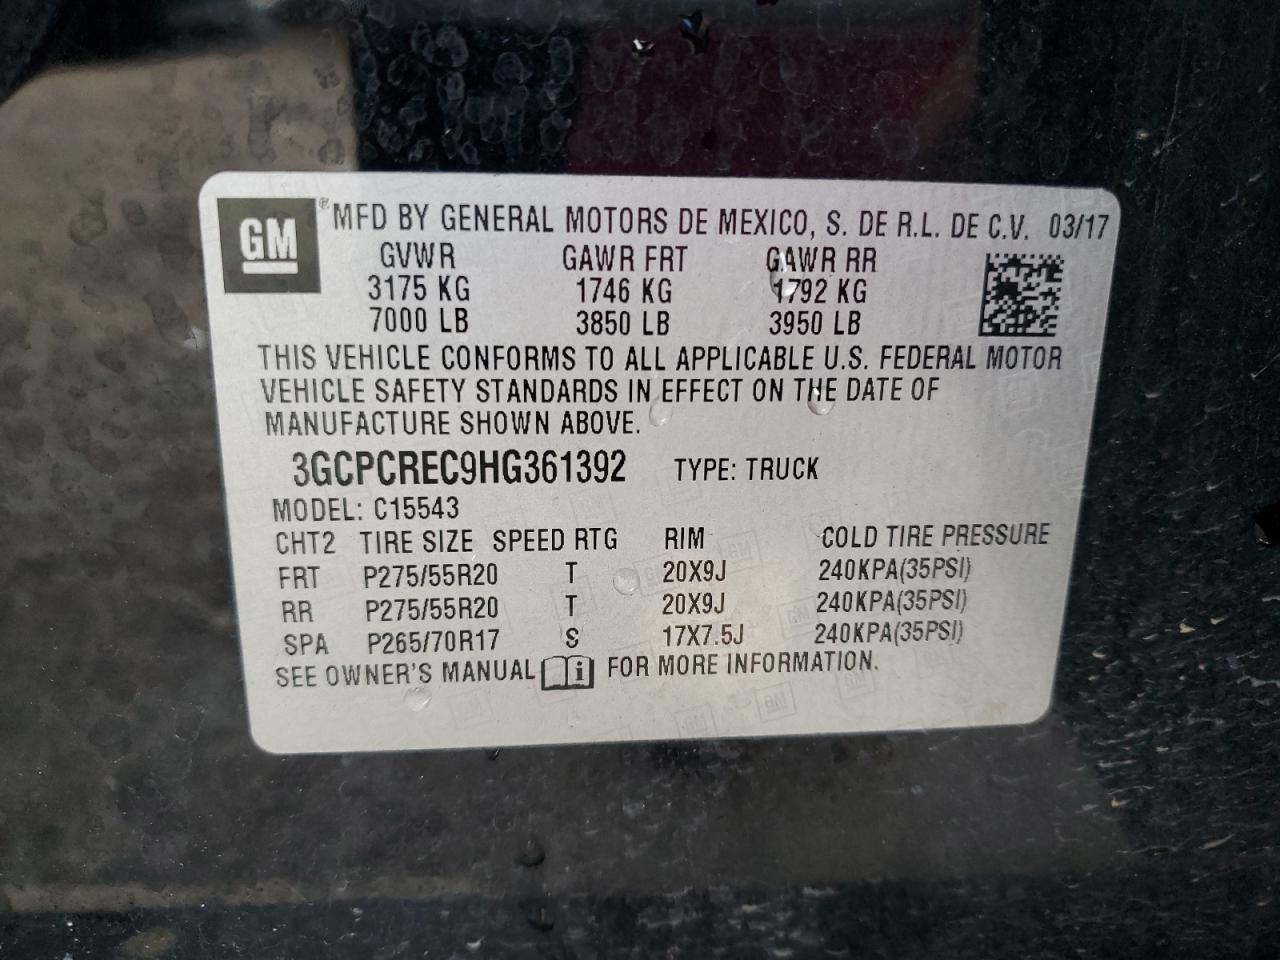 GM ® MFD BY GENERAL MOTORS DE MEXICO, S. DE R.L. DE C.V. 03/17
GVWR GAWR FRT GAWR RR
3175 KG 1746 KG 1792 KG
7000 LB 3850 LB 3950 LB
THIS VEHICLE CONFORMS TO ALL APPLICABLE U.S. FEDERAL MOTOR
VEHICLE SAFETY STANDARDS IN EFFECT ON THE DATE OF
MANUFACTURE SHOWN ABOVE.
3GCPCREC9HG361392 TYPE: TRUCK
MODEL: C15543
CHT2 TIRE SIZE SPEED RTG RIM COLD TIRE PRESSURE
FRT P275/55R20 T 20X9J 240KPA(35PSI)
RR P275/55R20 T 20X9J 240KPA(35PSI)
SPA P265/70R17 S 17X7.5J 240KPA(35PSI)
SEE OWNER'S MANUAL i FOR MORE INFORMATION.